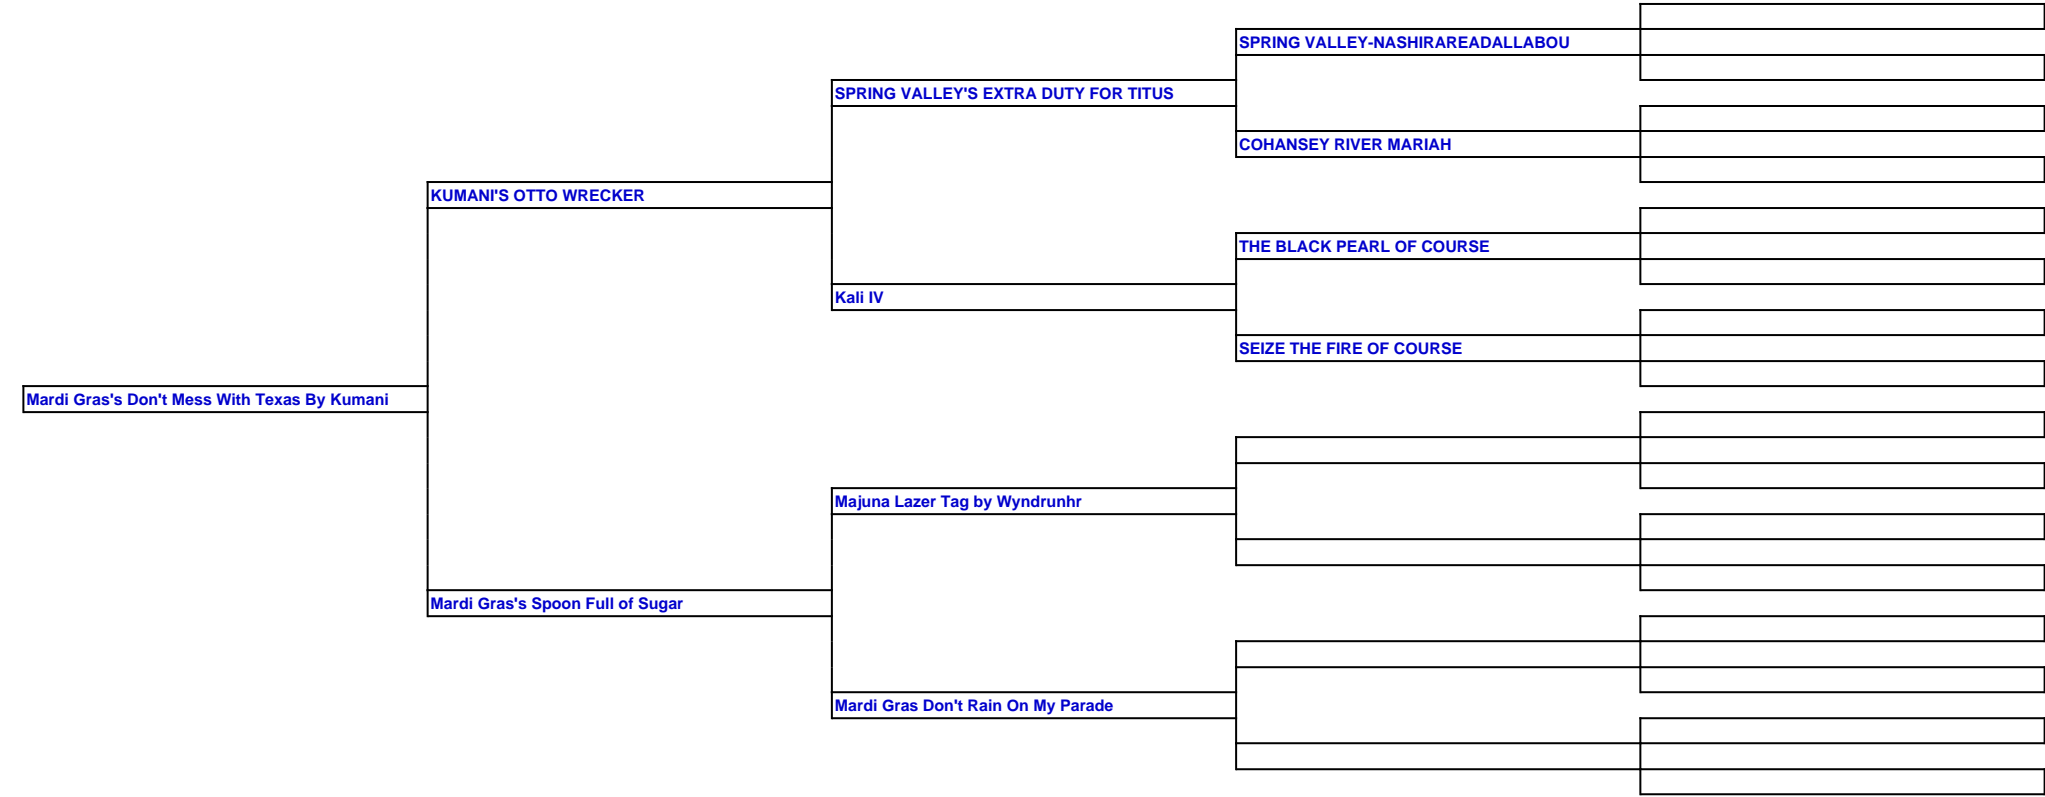 SPRING VALLEY-NASHIRAREADALLABOU
SPRING VALLEY'S EXTRA DUTY FOR TITUS
COHANSEY RIVER MARIAH
KUMANI'S OTTO WRECKER
THE BLACK PEARL OF COURSE
Kali IV
SEIZE THE FIRE OF COURSE
Mardi Gras's Don't Mess With Texas By Kumani
Majuna Lazer Tag by Wyndrunhr
Mardi Gras's Spoon Full of Sugar
Mardi Gras Don't Rain On My Parade